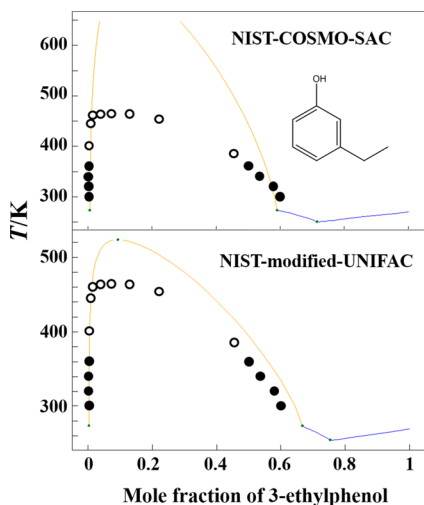 NIST-COSMO-SAC
OH
600
500
400
300
T/K
NIST-modified-UNIFAC
500
400
300
0
0.2
0.4
0.6
0.8
1
Mole fraction of 3-ethylphenol